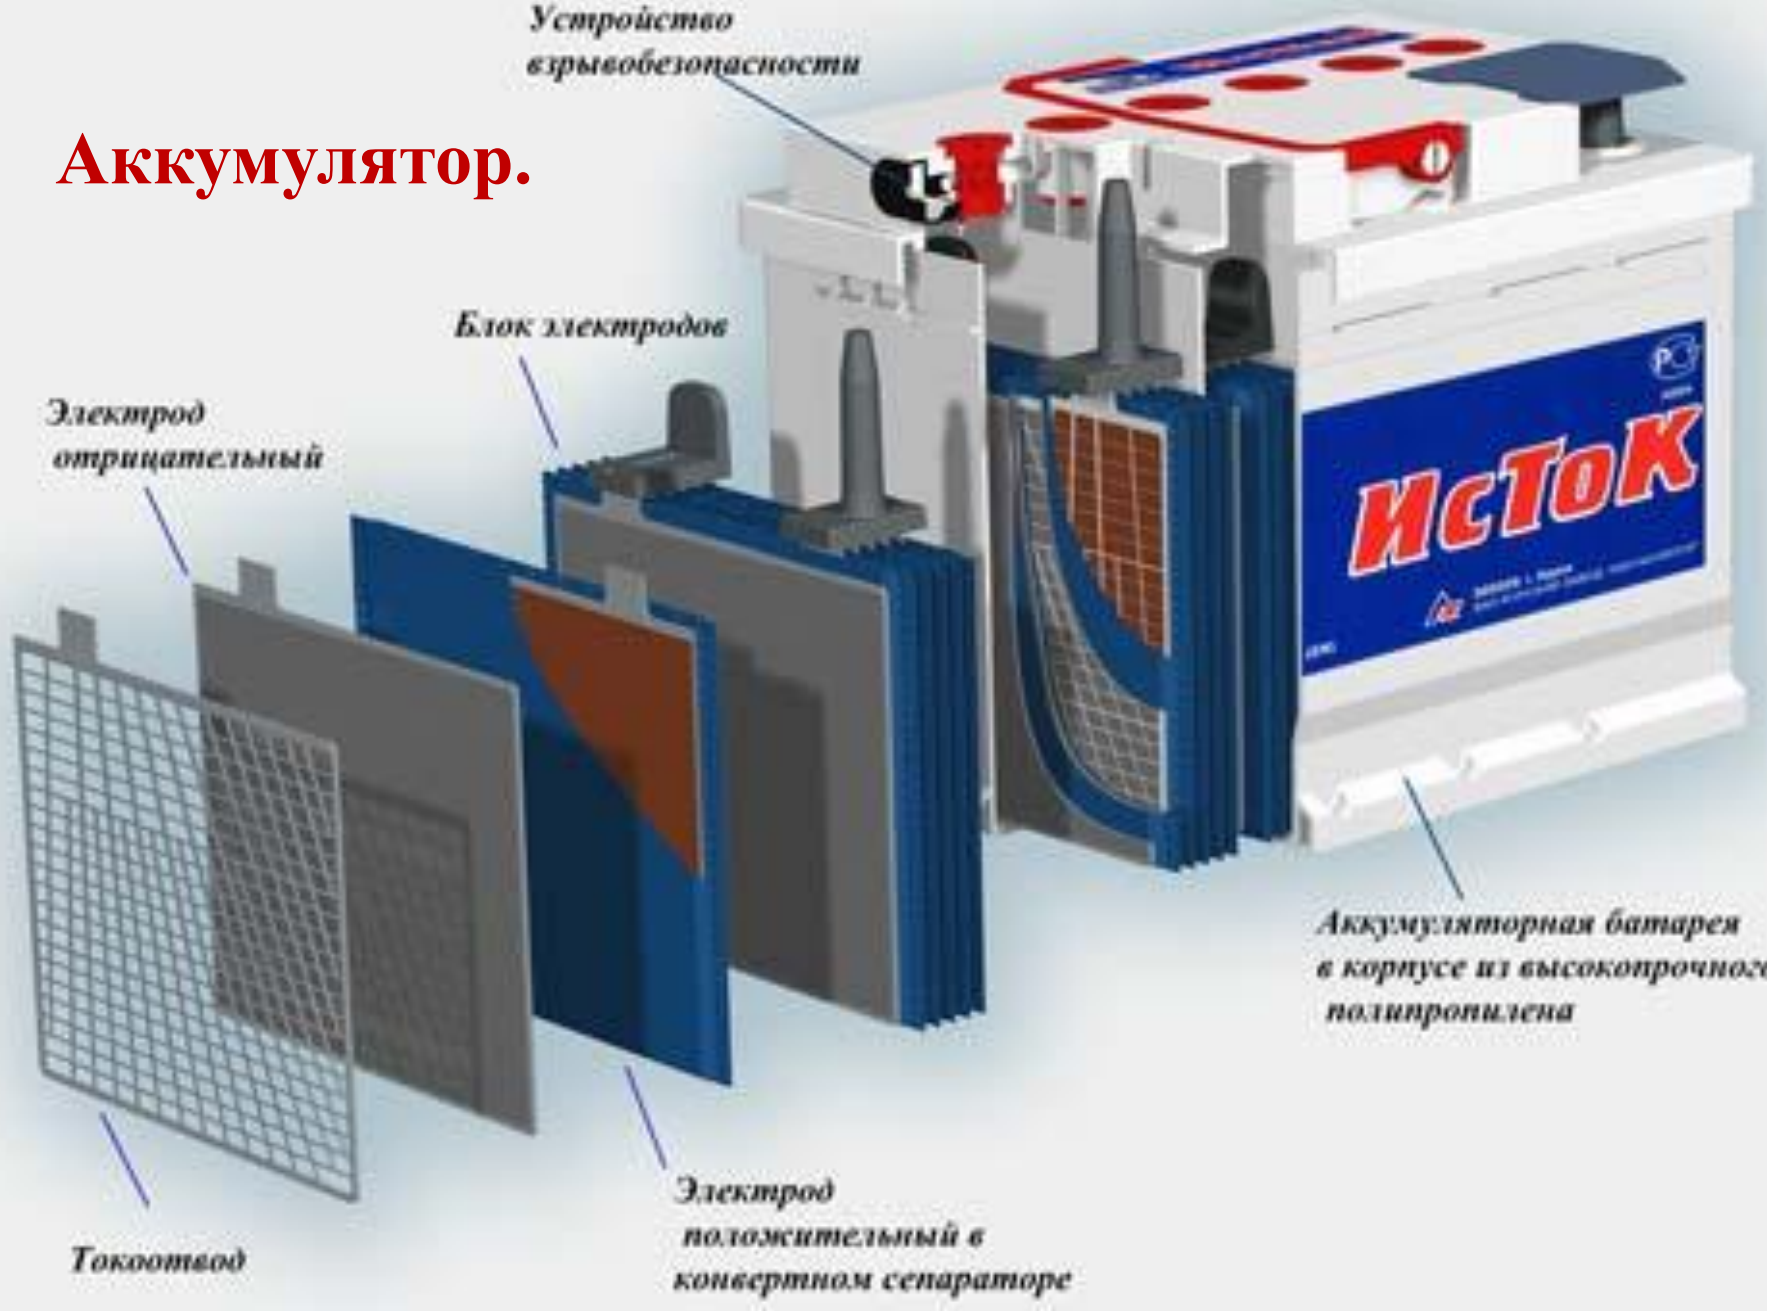 Устройство
взрывобезопасности
Аккумулятор.
Блок электродов
Электрод
отрицательный
ИсТоК
Аккумуляторная батарея
в корпусе из высокопрочного
полипропилена
Электрод
положительный в
конвертном сепараторе
Токоотвод